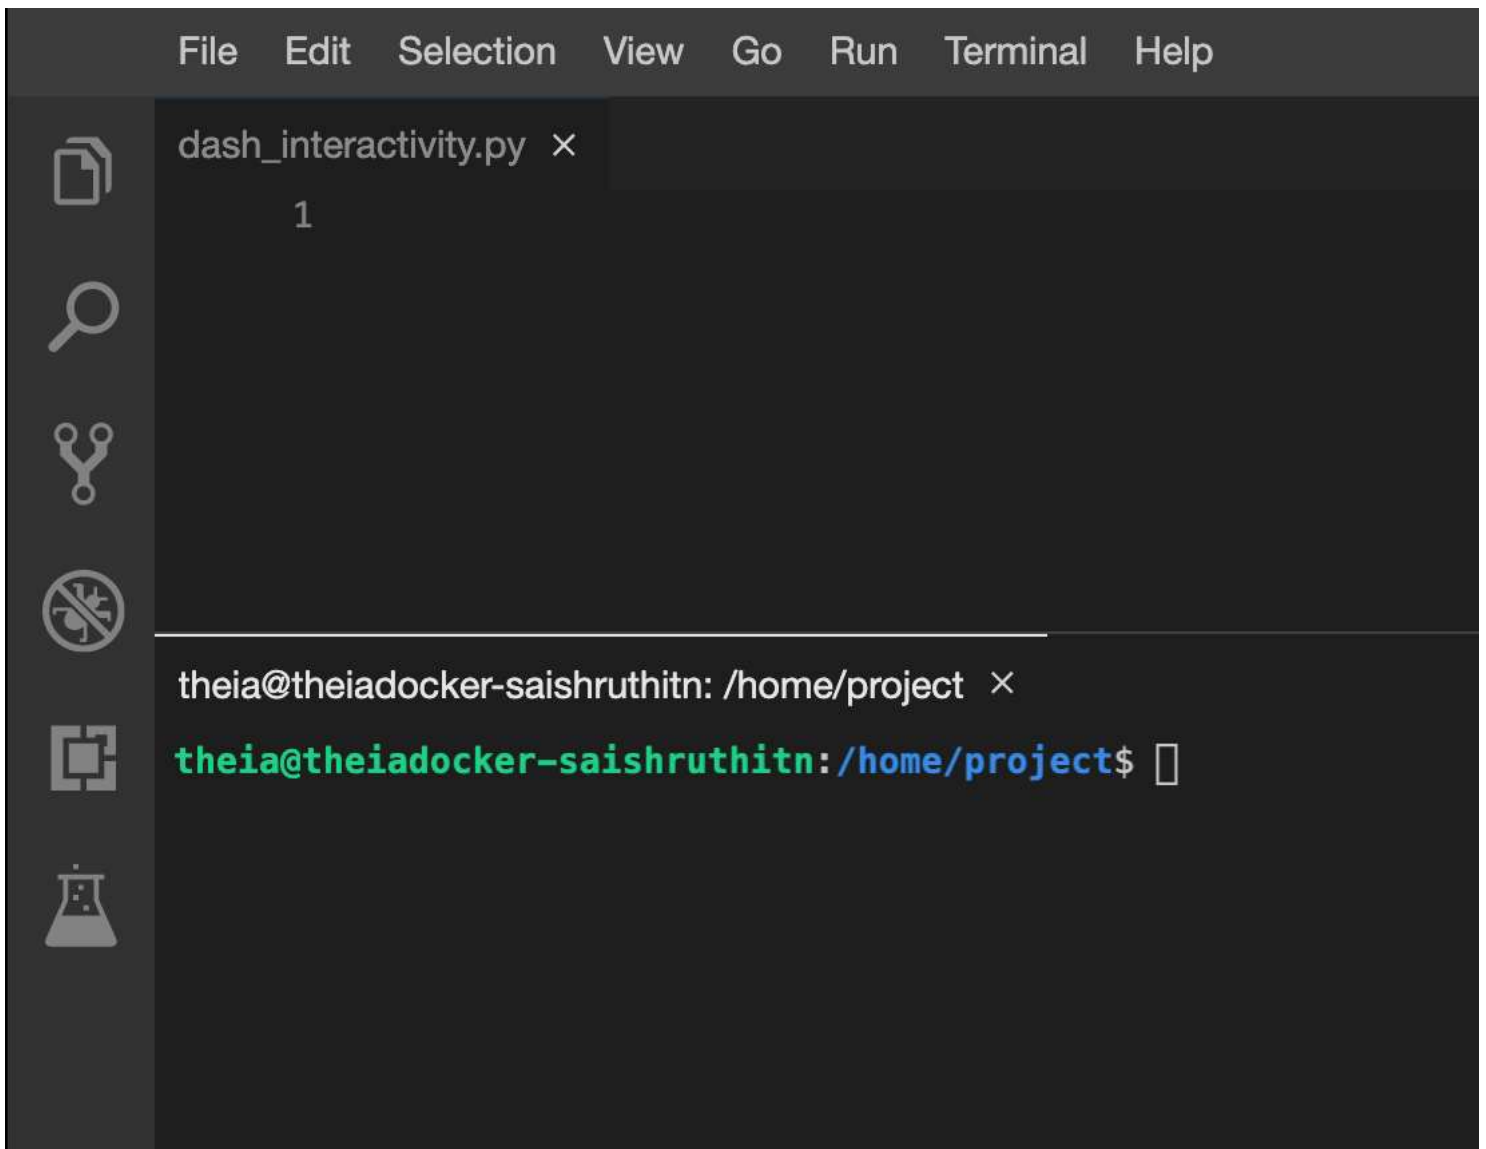 File Edit Selection View Go Run Terminal Help
dash_interactivity.py ×
1
theia@theiadocker-saishruthitn: /home/project ×
theia@theiadocker-saishruthitn:/home/project$